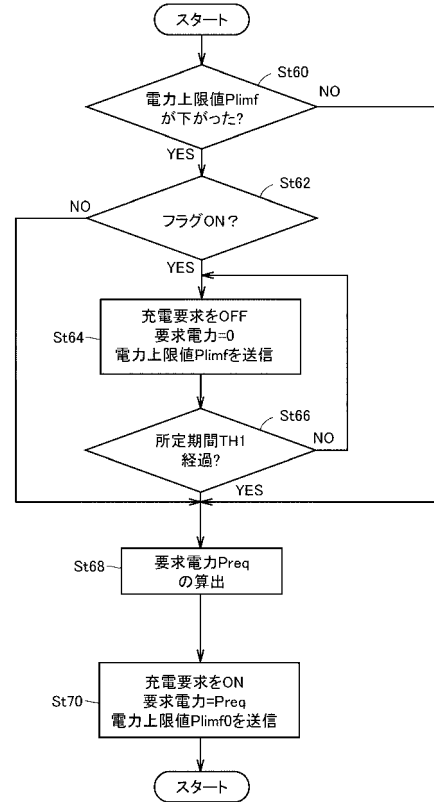 スタート
St60
電力上限値Plimf
が下がった?
NO
YES
St62
NO
フラグON?
YES
St64
充電要求をOFF
要求電力=0
電力上限値Plimfを送信
St66
所定期間TH1
経過?
NO
YES
St68
要求電力Preq
の算出
St70
充電要求をON
要求電力=Preq
電力上限値Plimf0を送信
スタート